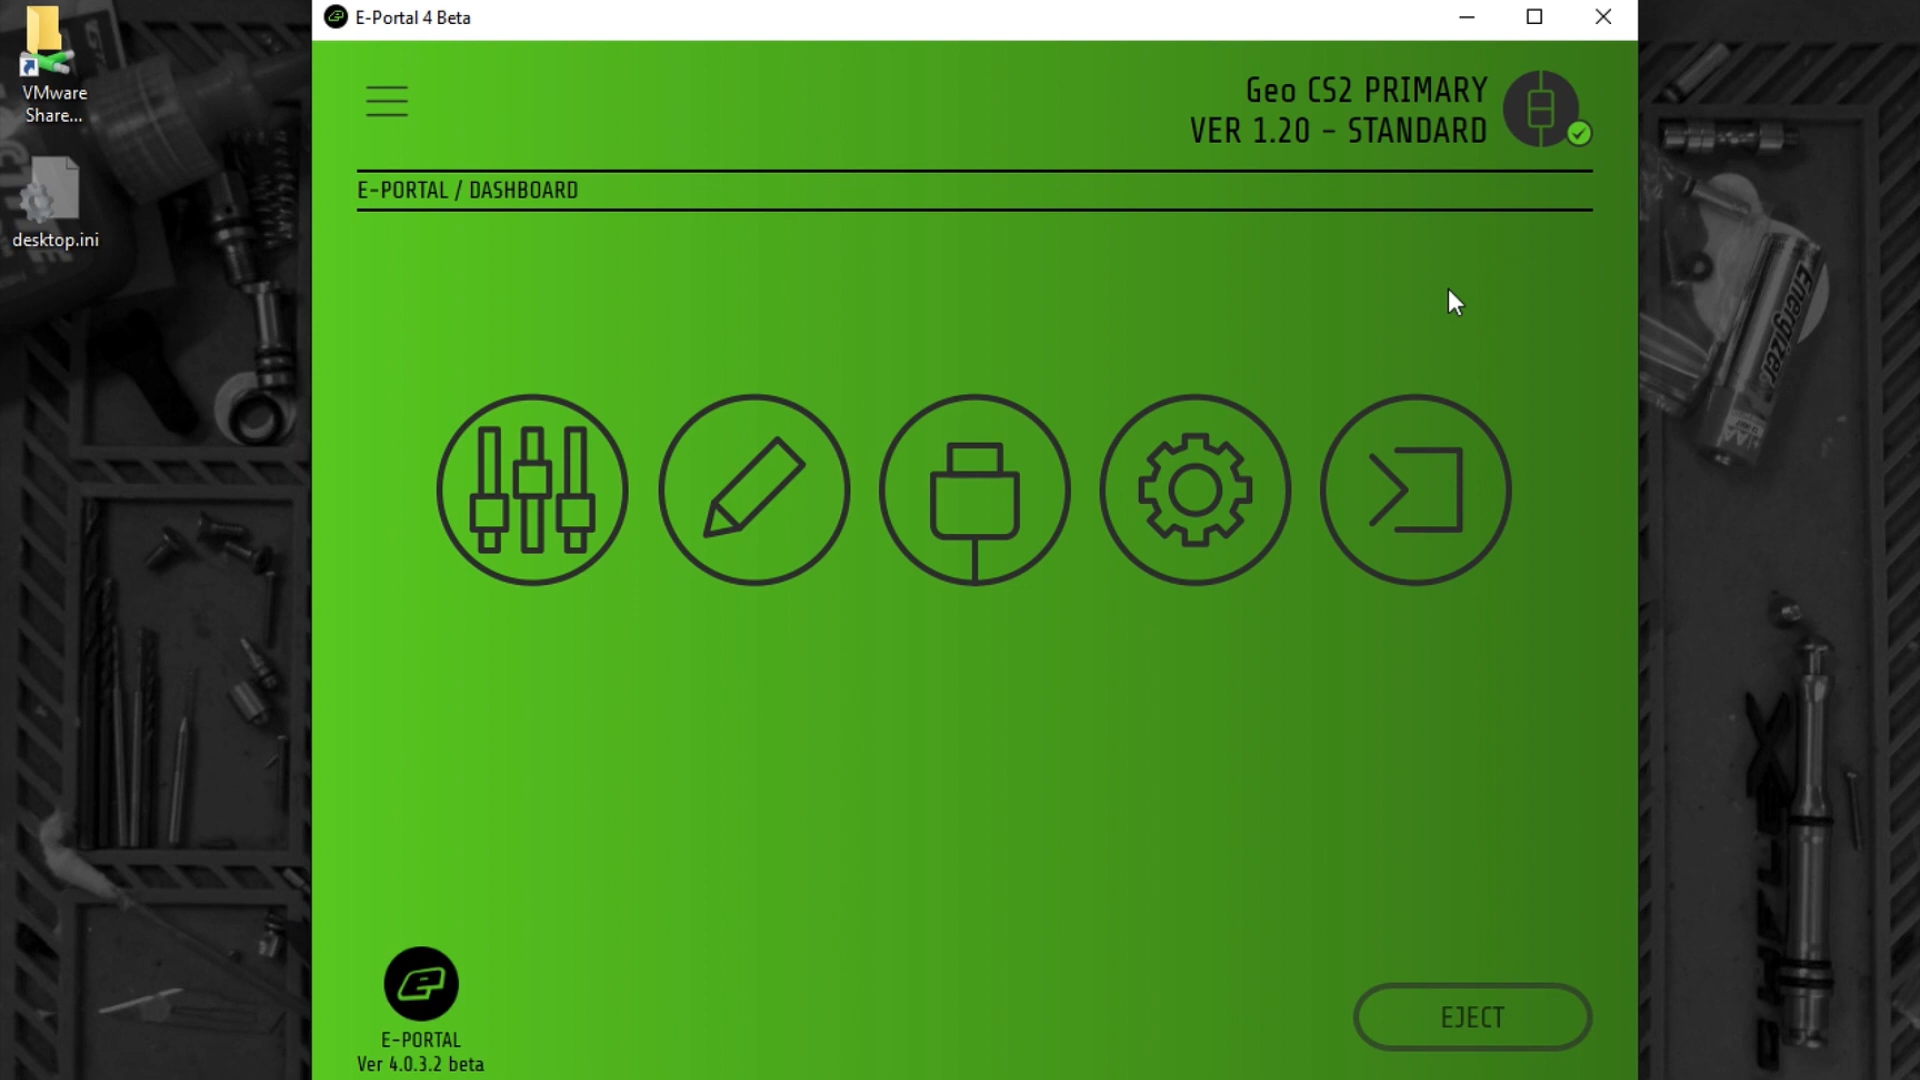 E-Portal 4 Beta
VMware
Share...
desktop.ini
Geo CS2 PRIMARY
VER 1.20 - STANDARD
E-PORTAL / DASHBOARD
Energizer
EJECT
E-PORTAL
Ver 4.0.3.2 beta